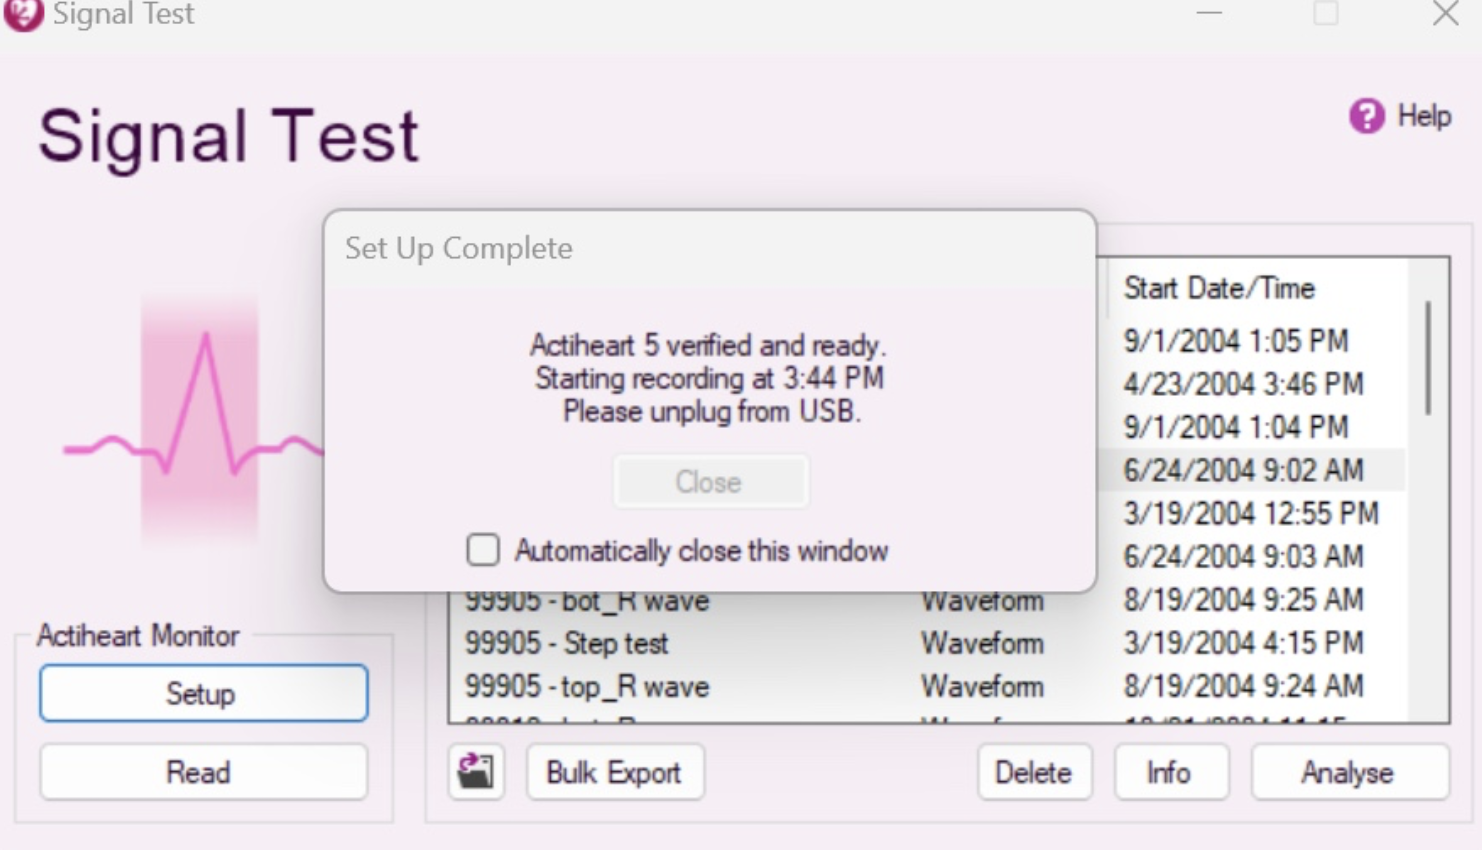 Signal Test
Signal Test
Help
Set Up Complete
Actiheart 5 verified and ready.
Starting recording at 3:44 PM
Please unplug from USB.
Close
Automatically close this window
Start Date/Time
9/1/2004 1:05 PM
4/23/2004 3:46 PM
9/1/2004 1:04 PM
6/24/2004 9:02 AM
3/19/2004 12:55 PM
6/24/2004 9:03 AM
99905 - bot_R wave Waveform 8/19/2004 9:25 AM
99905 - Step test Waveform 3/19/2004 4:15 PM
99905 - top_R wave Waveform 8/19/2004 9:24 AM
Actiheart Monitor
Setup
Read
Bulk Export
Delete
Info
Analyse